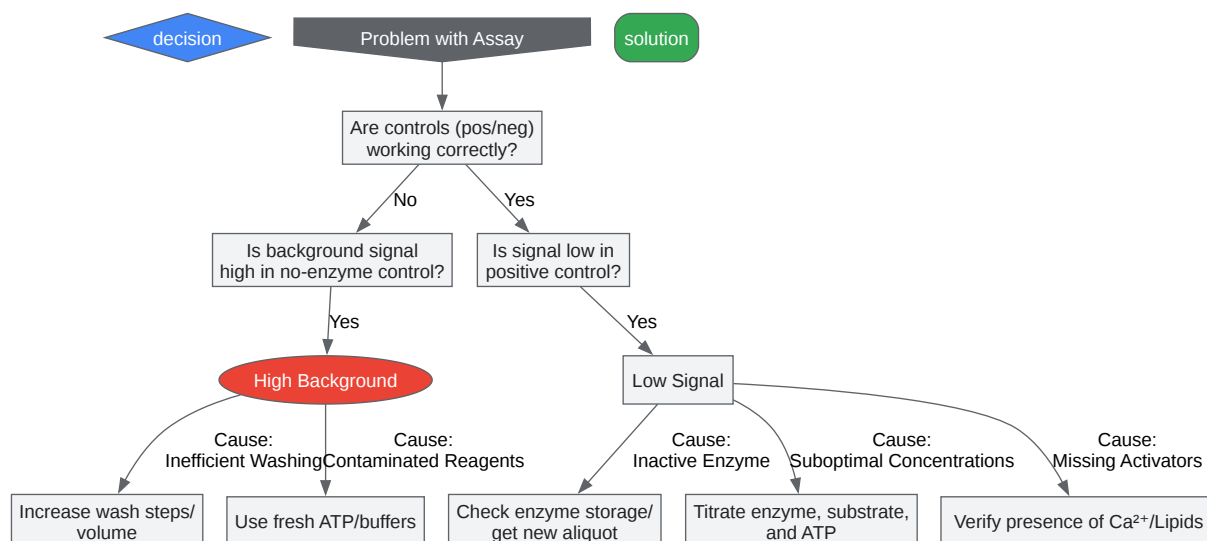 decision
Problem with Assay
solution
Are controls (pos/neg)
working correctly?
No
Yes
Is background signal
high in no-enzyme control?
Is signal low in
positive control?
Yes
Yes
High Background
Low Signal
Cause:
Inefficient Washing
Cause:
Contaminated Reagents
Cause:
Inactive Enzyme
Cause:
Suboptimal Concentrations
Cause:
Missing Activators
Increase wash steps/
volume
Use fresh ATP/buffers
Check enzyme storage/
get new aliquot
Titrate enzyme, substrate,
and ATP
Verify presence of Ca²⁺/Lipids